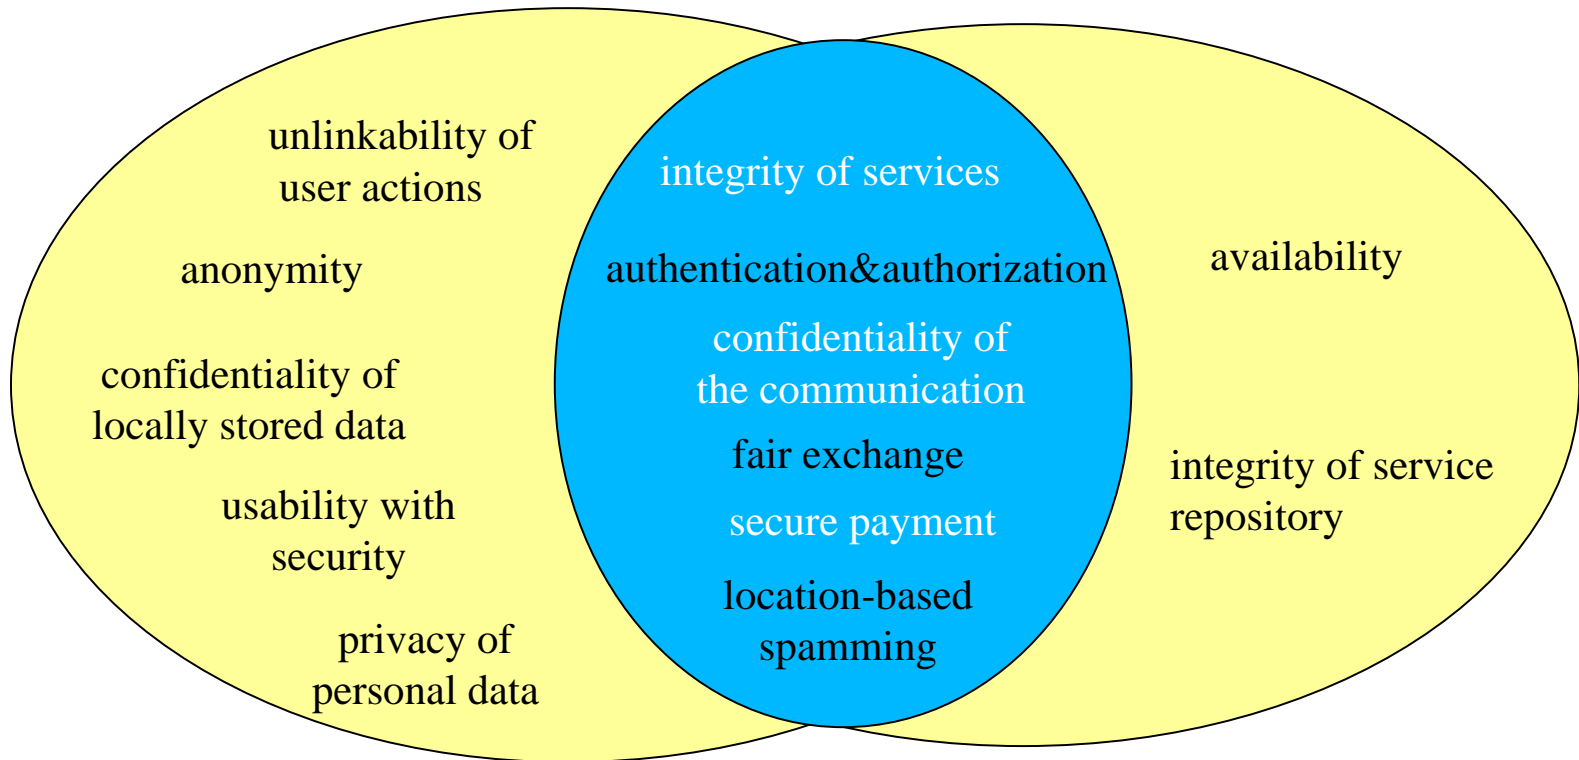 unlinkability of
user actions
anonymity
confidentiality of
locally stored data
usability with
security
privacy of
personal data
integrity of services
authentication&authorization
confidentiality of
the communication
fair exchange
secure payment
location-based
spamming
availability
integrity of service
repository